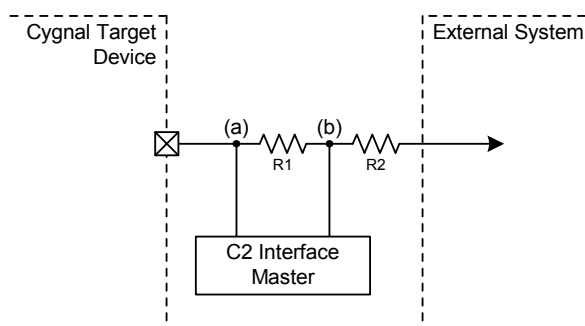 Cygnal Target
Device
External System
(a)
(b)
R1
R2
C2 Interface
Master